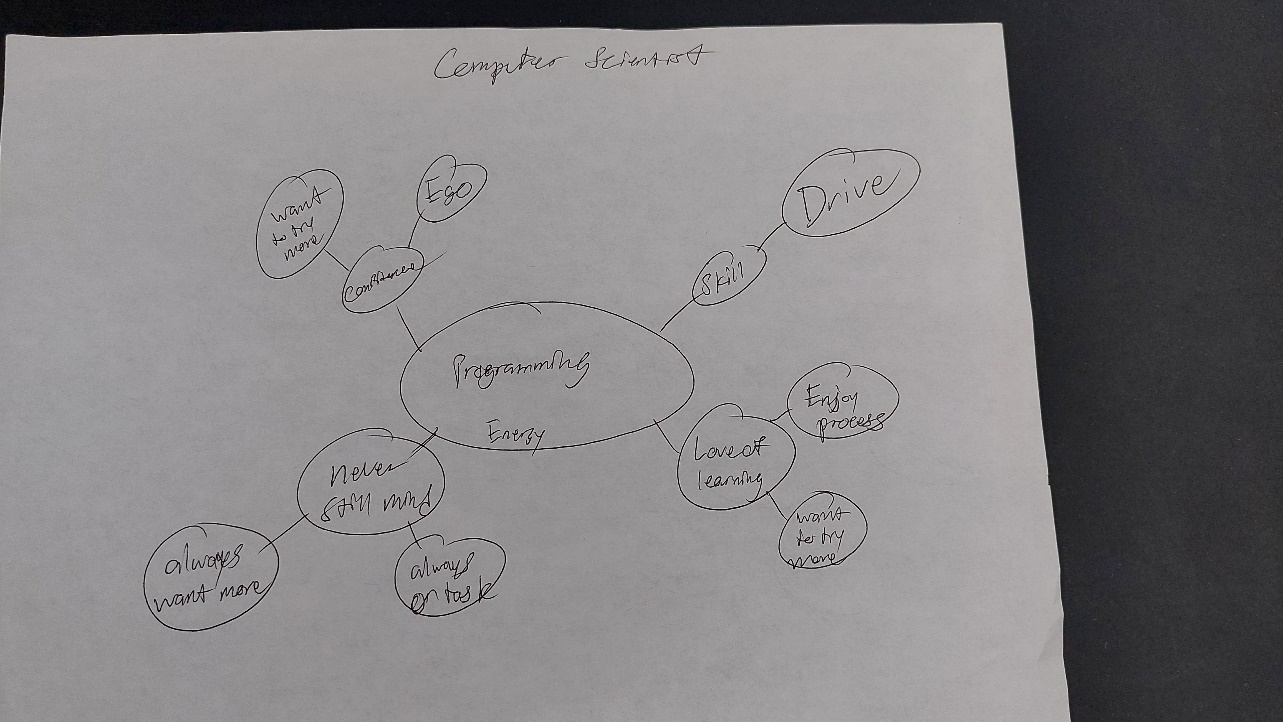 Computer Scientist
Ego
want
to try
more
Drive
Skill
Programming
Energy
Enjoy
process
Love of
learning
never
still mind
want
to try
more
always
want more
always
on task